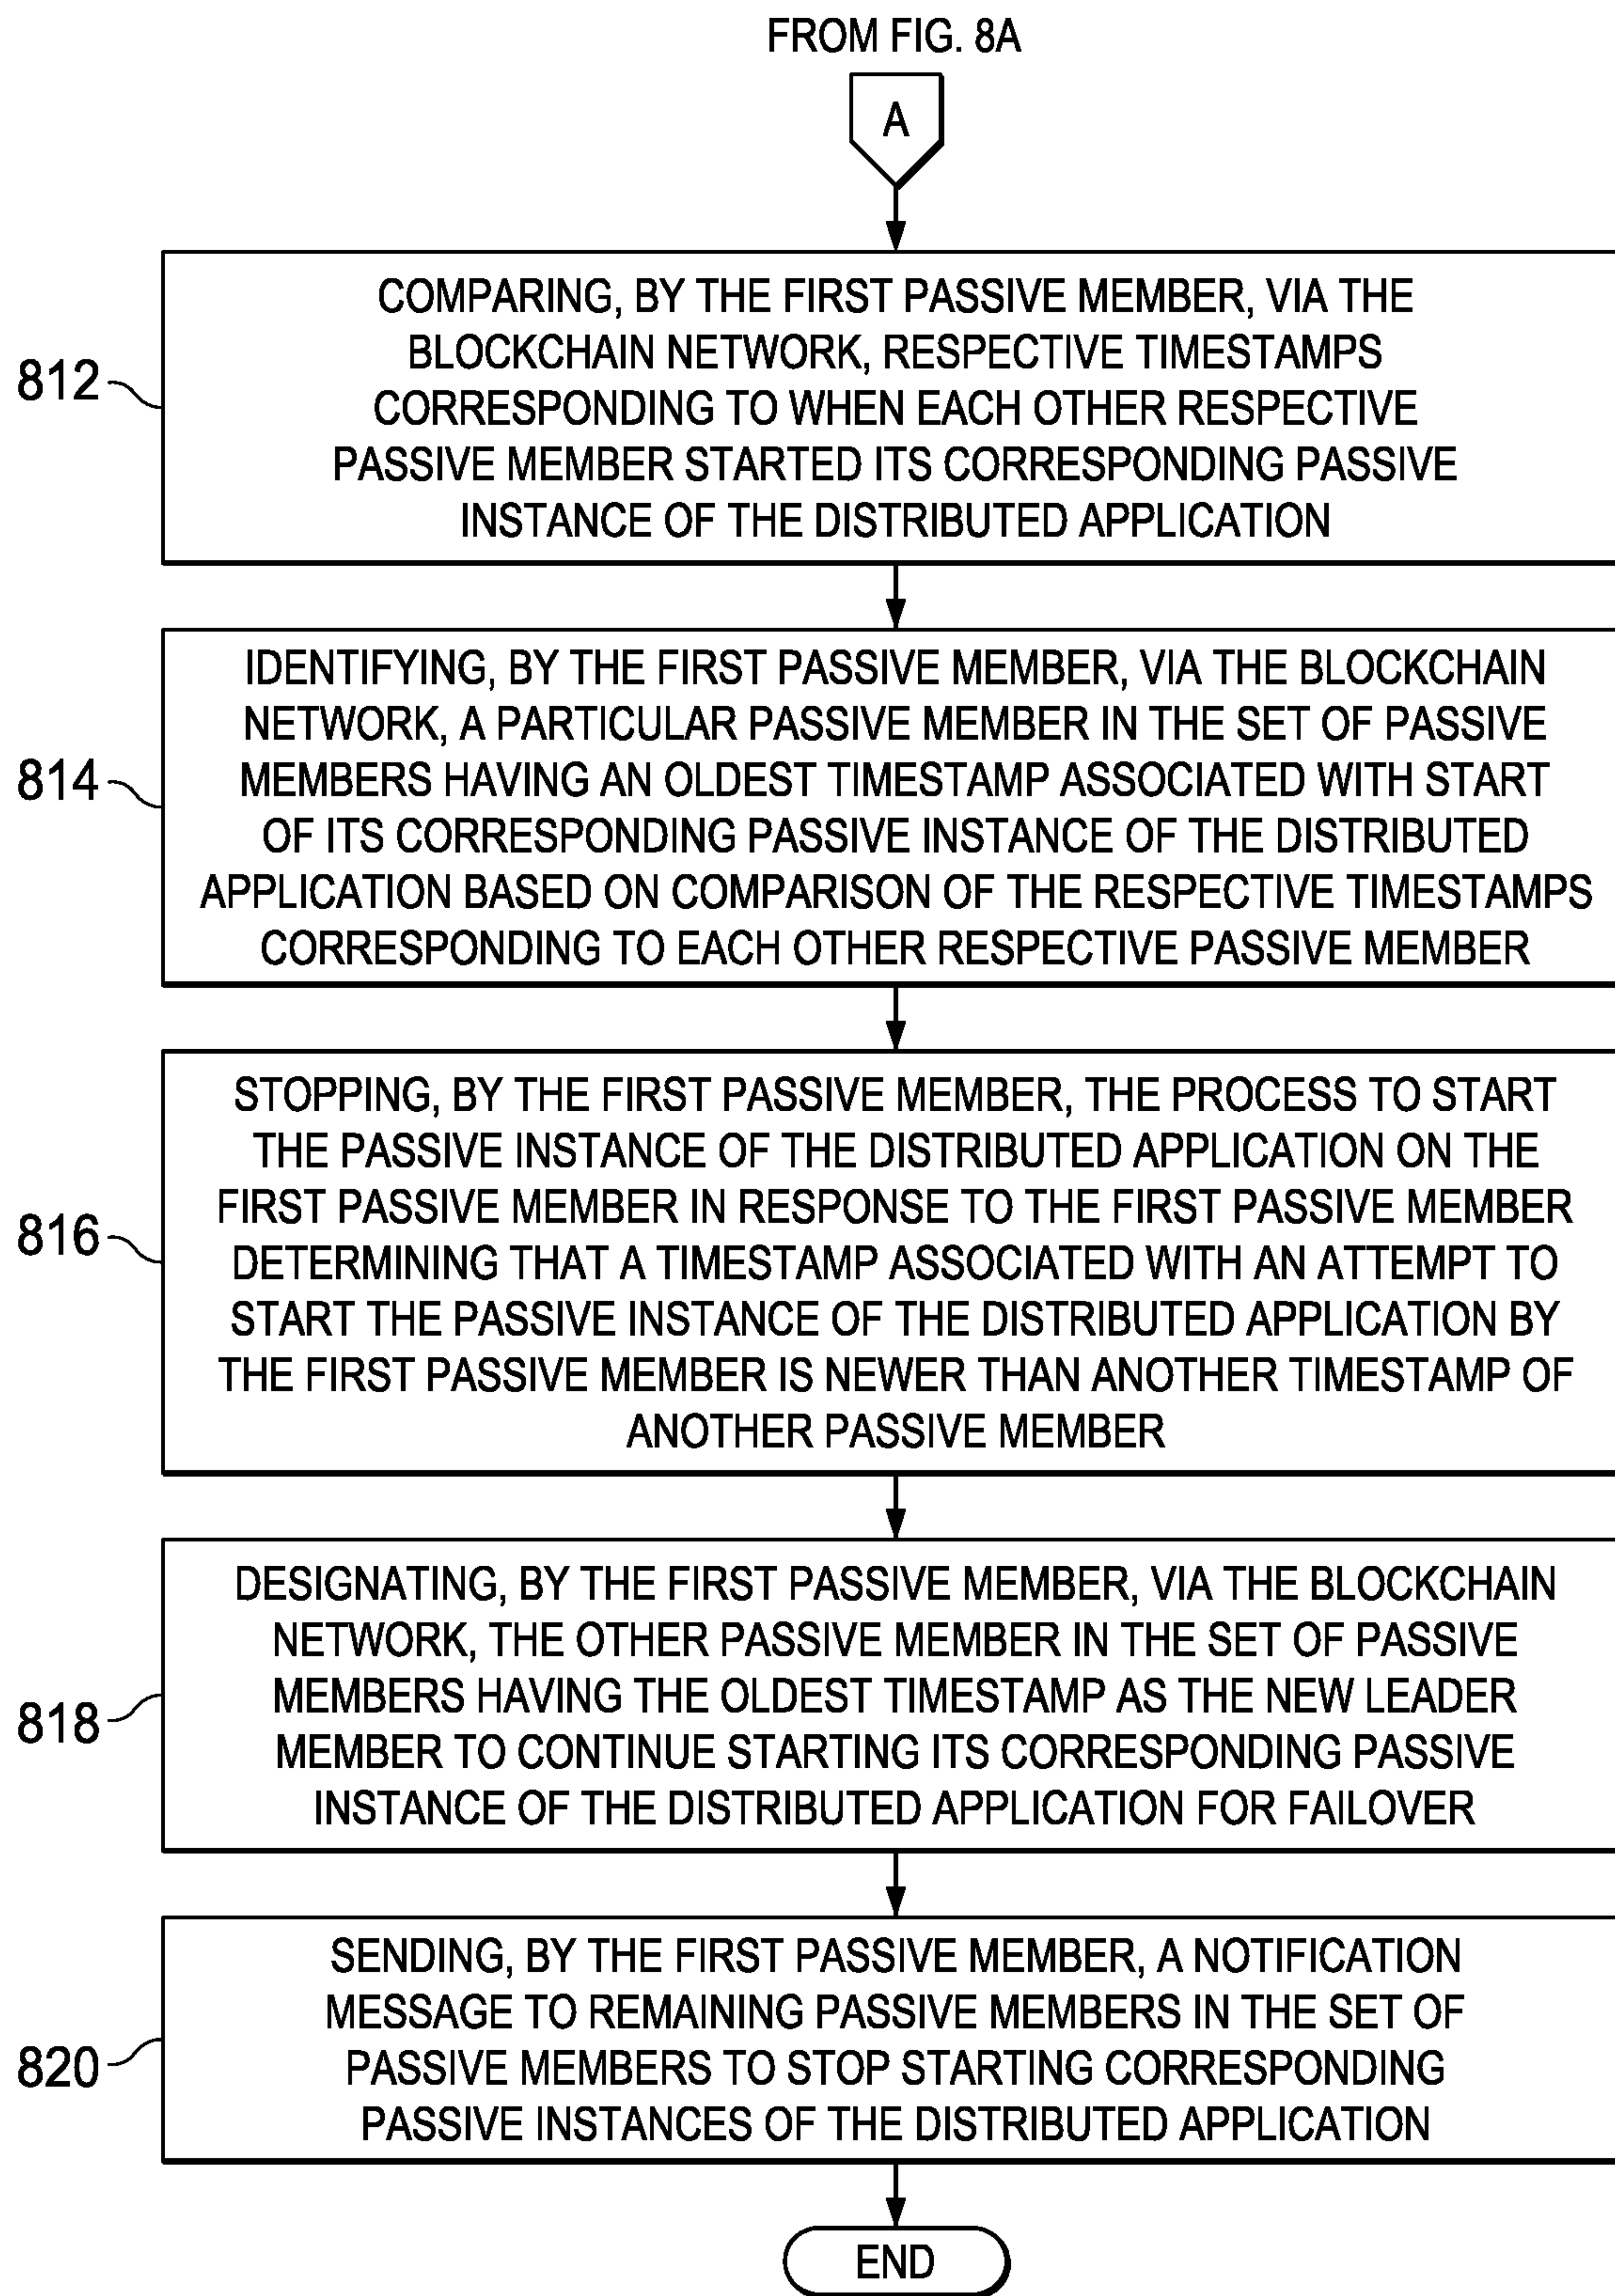 FROM FIG. 8A
A
812
COMPARING, BY THE FIRST PASSIVE MEMBER, VIA THE
BLOCKCHAIN NETWORK, RESPECTIVE TIMESTAMPS
CORRESPONDING TO WHEN EACH OTHER RESPECTIVE
PASSIVE MEMBER STARTED ITS CORRESPONDING PASSIVE
INSTANCE OF THE DISTRIBUTED APPLICATION
814
IDENTIFYING, BY THE FIRST PASSIVE MEMBER, VIA THE BLOCKCHAIN
NETWORK, A PARTICULAR PASSIVE MEMBER IN THE SET OF PASSIVE
MEMBERS HAVING AN OLDEST TIMESTAMP ASSOCIATED WITH START
OF ITS CORRESPONDING PASSIVE INSTANCE OF THE DISTRIBUTED
APPLICATION BASED ON COMPARISON OF THE RESPECTIVE TIMESTAMPS
CORRESPONDING TO EACH OTHER RESPECTIVE PASSIVE MEMBER
816
STOPPING, BY THE FIRST PASSIVE MEMBER, THE PROCESS TO START
THE PASSIVE INSTANCE OF THE DISTRIBUTED APPLICATION ON THE
FIRST PASSIVE MEMBER IN RESPONSE TO THE FIRST PASSIVE MEMBER
DETERMINING THAT A TIMESTAMP ASSOCIATED WITH AN ATTEMPT TO
START THE PASSIVE INSTANCE OF THE DISTRIBUTED APPLICATION BY
THE FIRST PASSIVE MEMBER IS NEWER THAN ANOTHER TIMESTAMP OF
ANOTHER PASSIVE MEMBER
818
DESIGNATING, BY THE FIRST PASSIVE MEMBER, VIA THE BLOCKCHAIN
NETWORK, THE OTHER PASSIVE MEMBER IN THE SET OF PASSIVE
MEMBERS HAVING THE OLDEST TIMESTAMP AS THE NEW LEADER
MEMBER TO CONTINUE STARTING ITS CORRESPONDING PASSIVE
INSTANCE OF THE DISTRIBUTED APPLICATION FOR FAILOVER
820
SENDING, BY THE FIRST PASSIVE MEMBER, A NOTIFICATION
MESSAGE TO REMAINING PASSIVE MEMBERS IN THE SET OF
PASSIVE MEMBERS TO STOP STARTING CORRESPONDING
PASSIVE INSTANCES OF THE DISTRIBUTED APPLICATION
END